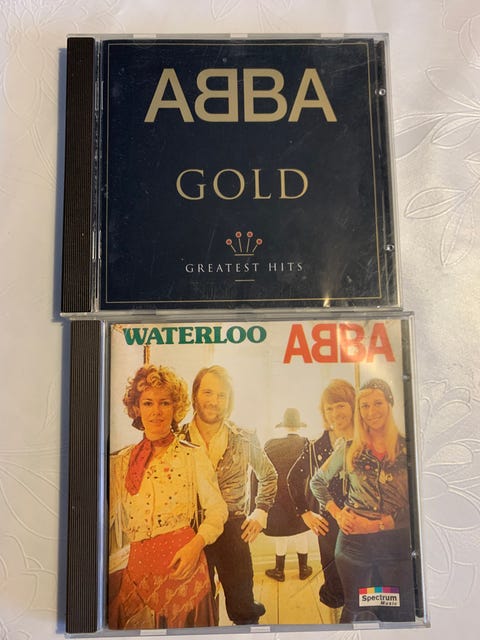 ABBA
GOLD
GREATEST HITS
WATERLOO ABBA
Spectrum
Music